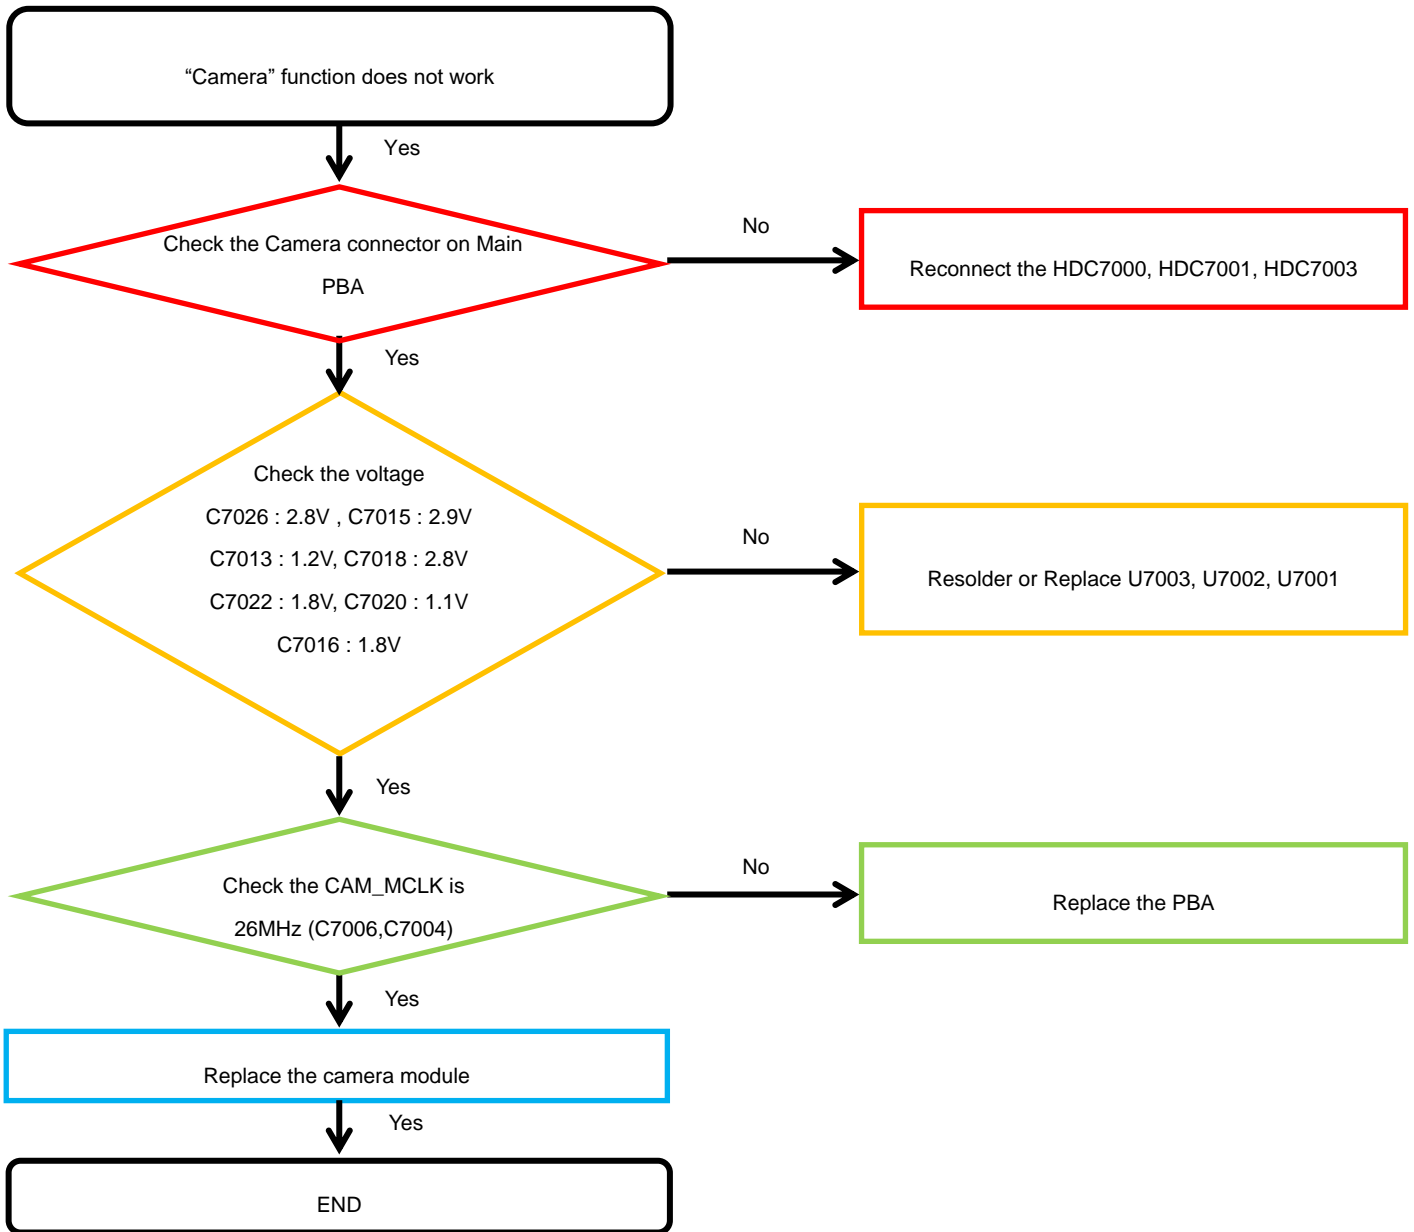 “Camera” function does not work
Yes
Check the Camera connector on Main
PBA
No
Reconnect the HDC7000, HDC7001, HDC7003
Yes
Check the voltage
C7026 : 2.8V , C7015 : 2.9V
C7013 : 1.2V, C7018 : 2.8V
C7022 : 1.8V, C7020 : 1.1V
C7016 : 1.8V
No
Resolder or Replace U7003, U7002, U7001
Yes
Check the CAM_MCLK is
26MHz (C7006,C7004)
No
Replace the PBA
Yes
Replace the camera module
Yes
END